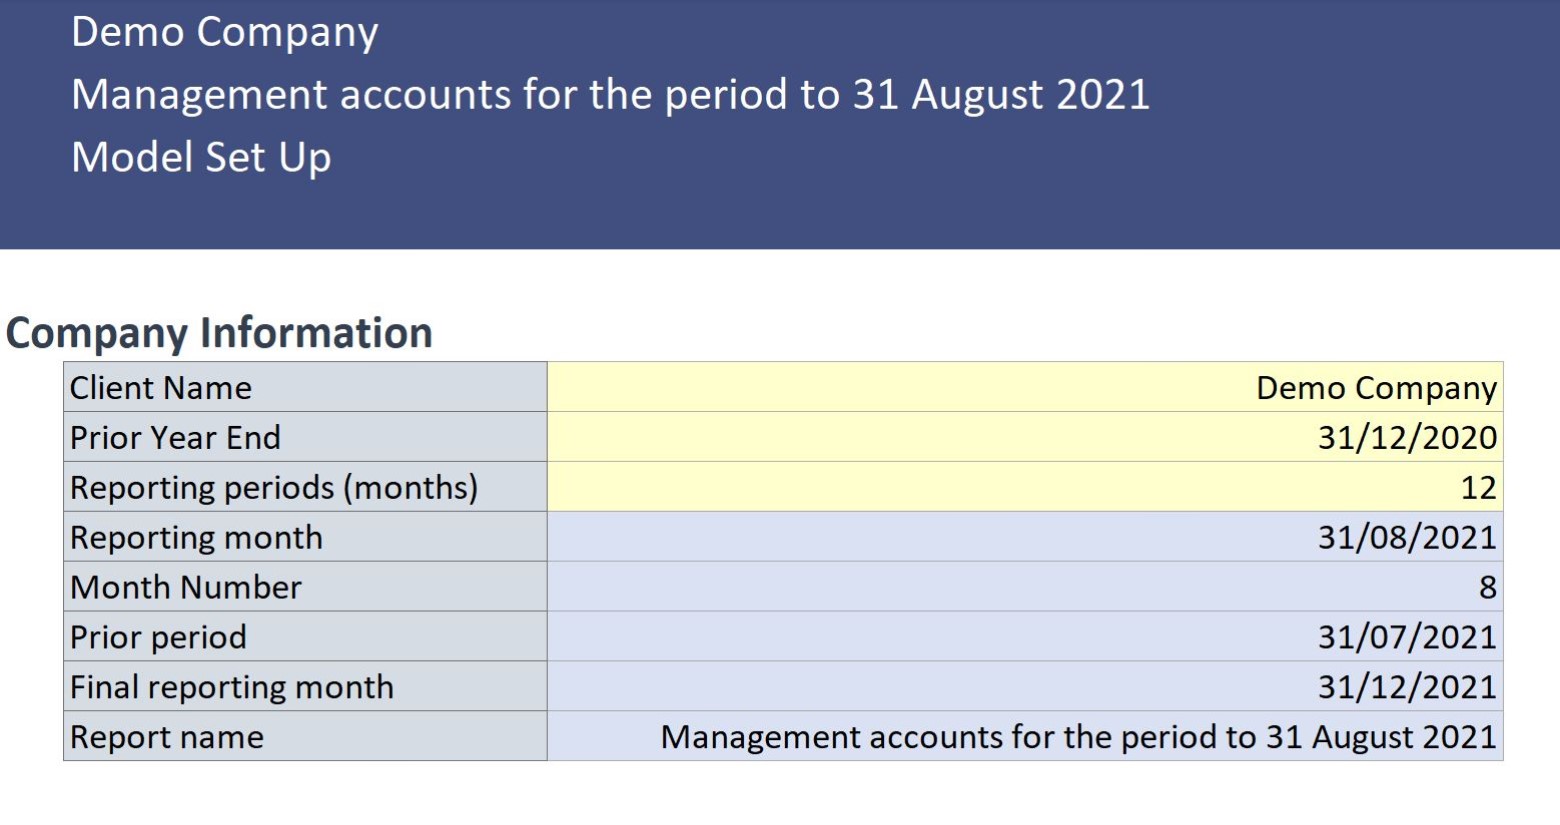 Demo Company
Management accounts for the period to 31 August 2021
Model Set Up
Company Information
Client Name Demo Company
Prior Year End 31/12/2020
Reporting periods (months) 12
Reporting month 31/08/2021
Month Number 8
Prior period 31/07/2021
Final reporting month 31/12/2021
Report name Management accounts for the period to 31 August 2021